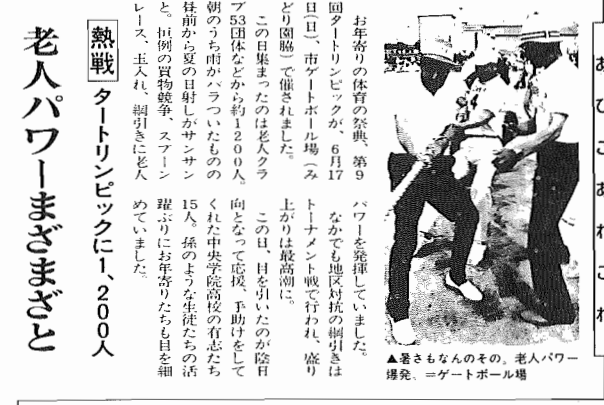 あびこあれこれ
老人パワーまざまざと
熱戦 タートリンピックに1,200人
お年寄りの体育の祭典、第9
回タートリンピックが、6月17
日(日)、市ゲートボール場(み
どり園脇)で催されました。
この日集まったのは老人クラ
ブ53団体などから約1200人。
朝のうち雨がパラついたものの
昼前から夏の日射しがサンサン
と。恒例の買物競争、スプーン
レース、玉入れ、綱引きに老人
パワーを発揮していました。
なかでも地区対抗の綱引きは
トーナメント戦で行われ、盛り
上がりは最高潮に。
この日、目を引いたのが陰日
向となって応援、手助けをして
くれた中央学院高校の有志たち
15人。孫のような生徒たちの活
躍ぶりにお年寄りたちも目を細
めていました。
▲暑さもなんのその。老人パワー
爆発、=ゲートボール場